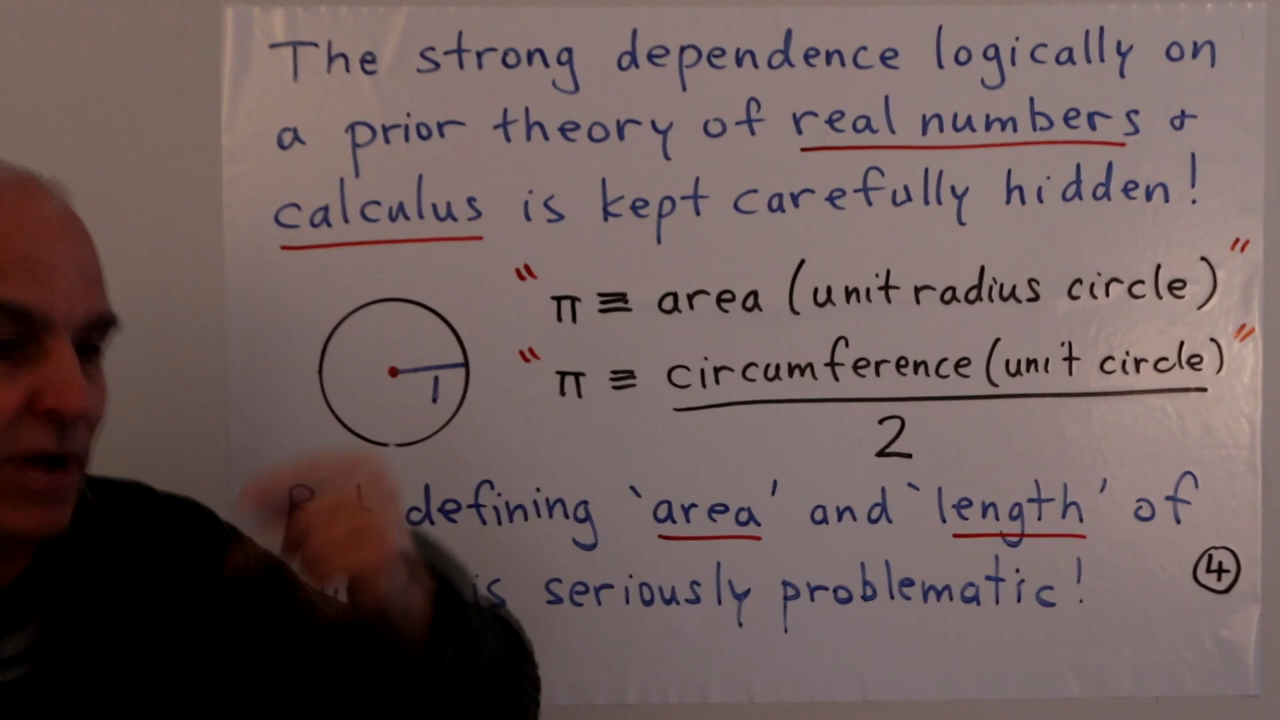 The strong dependence logically on
a prior theory of real numbers &
calculus is kept carefully hidden!
" π ≡ area (unit radius circle) "
" π ≡ circumference (unit circle) "
2
1
defining 'area' and 'length' of
is seriously problematic!
4